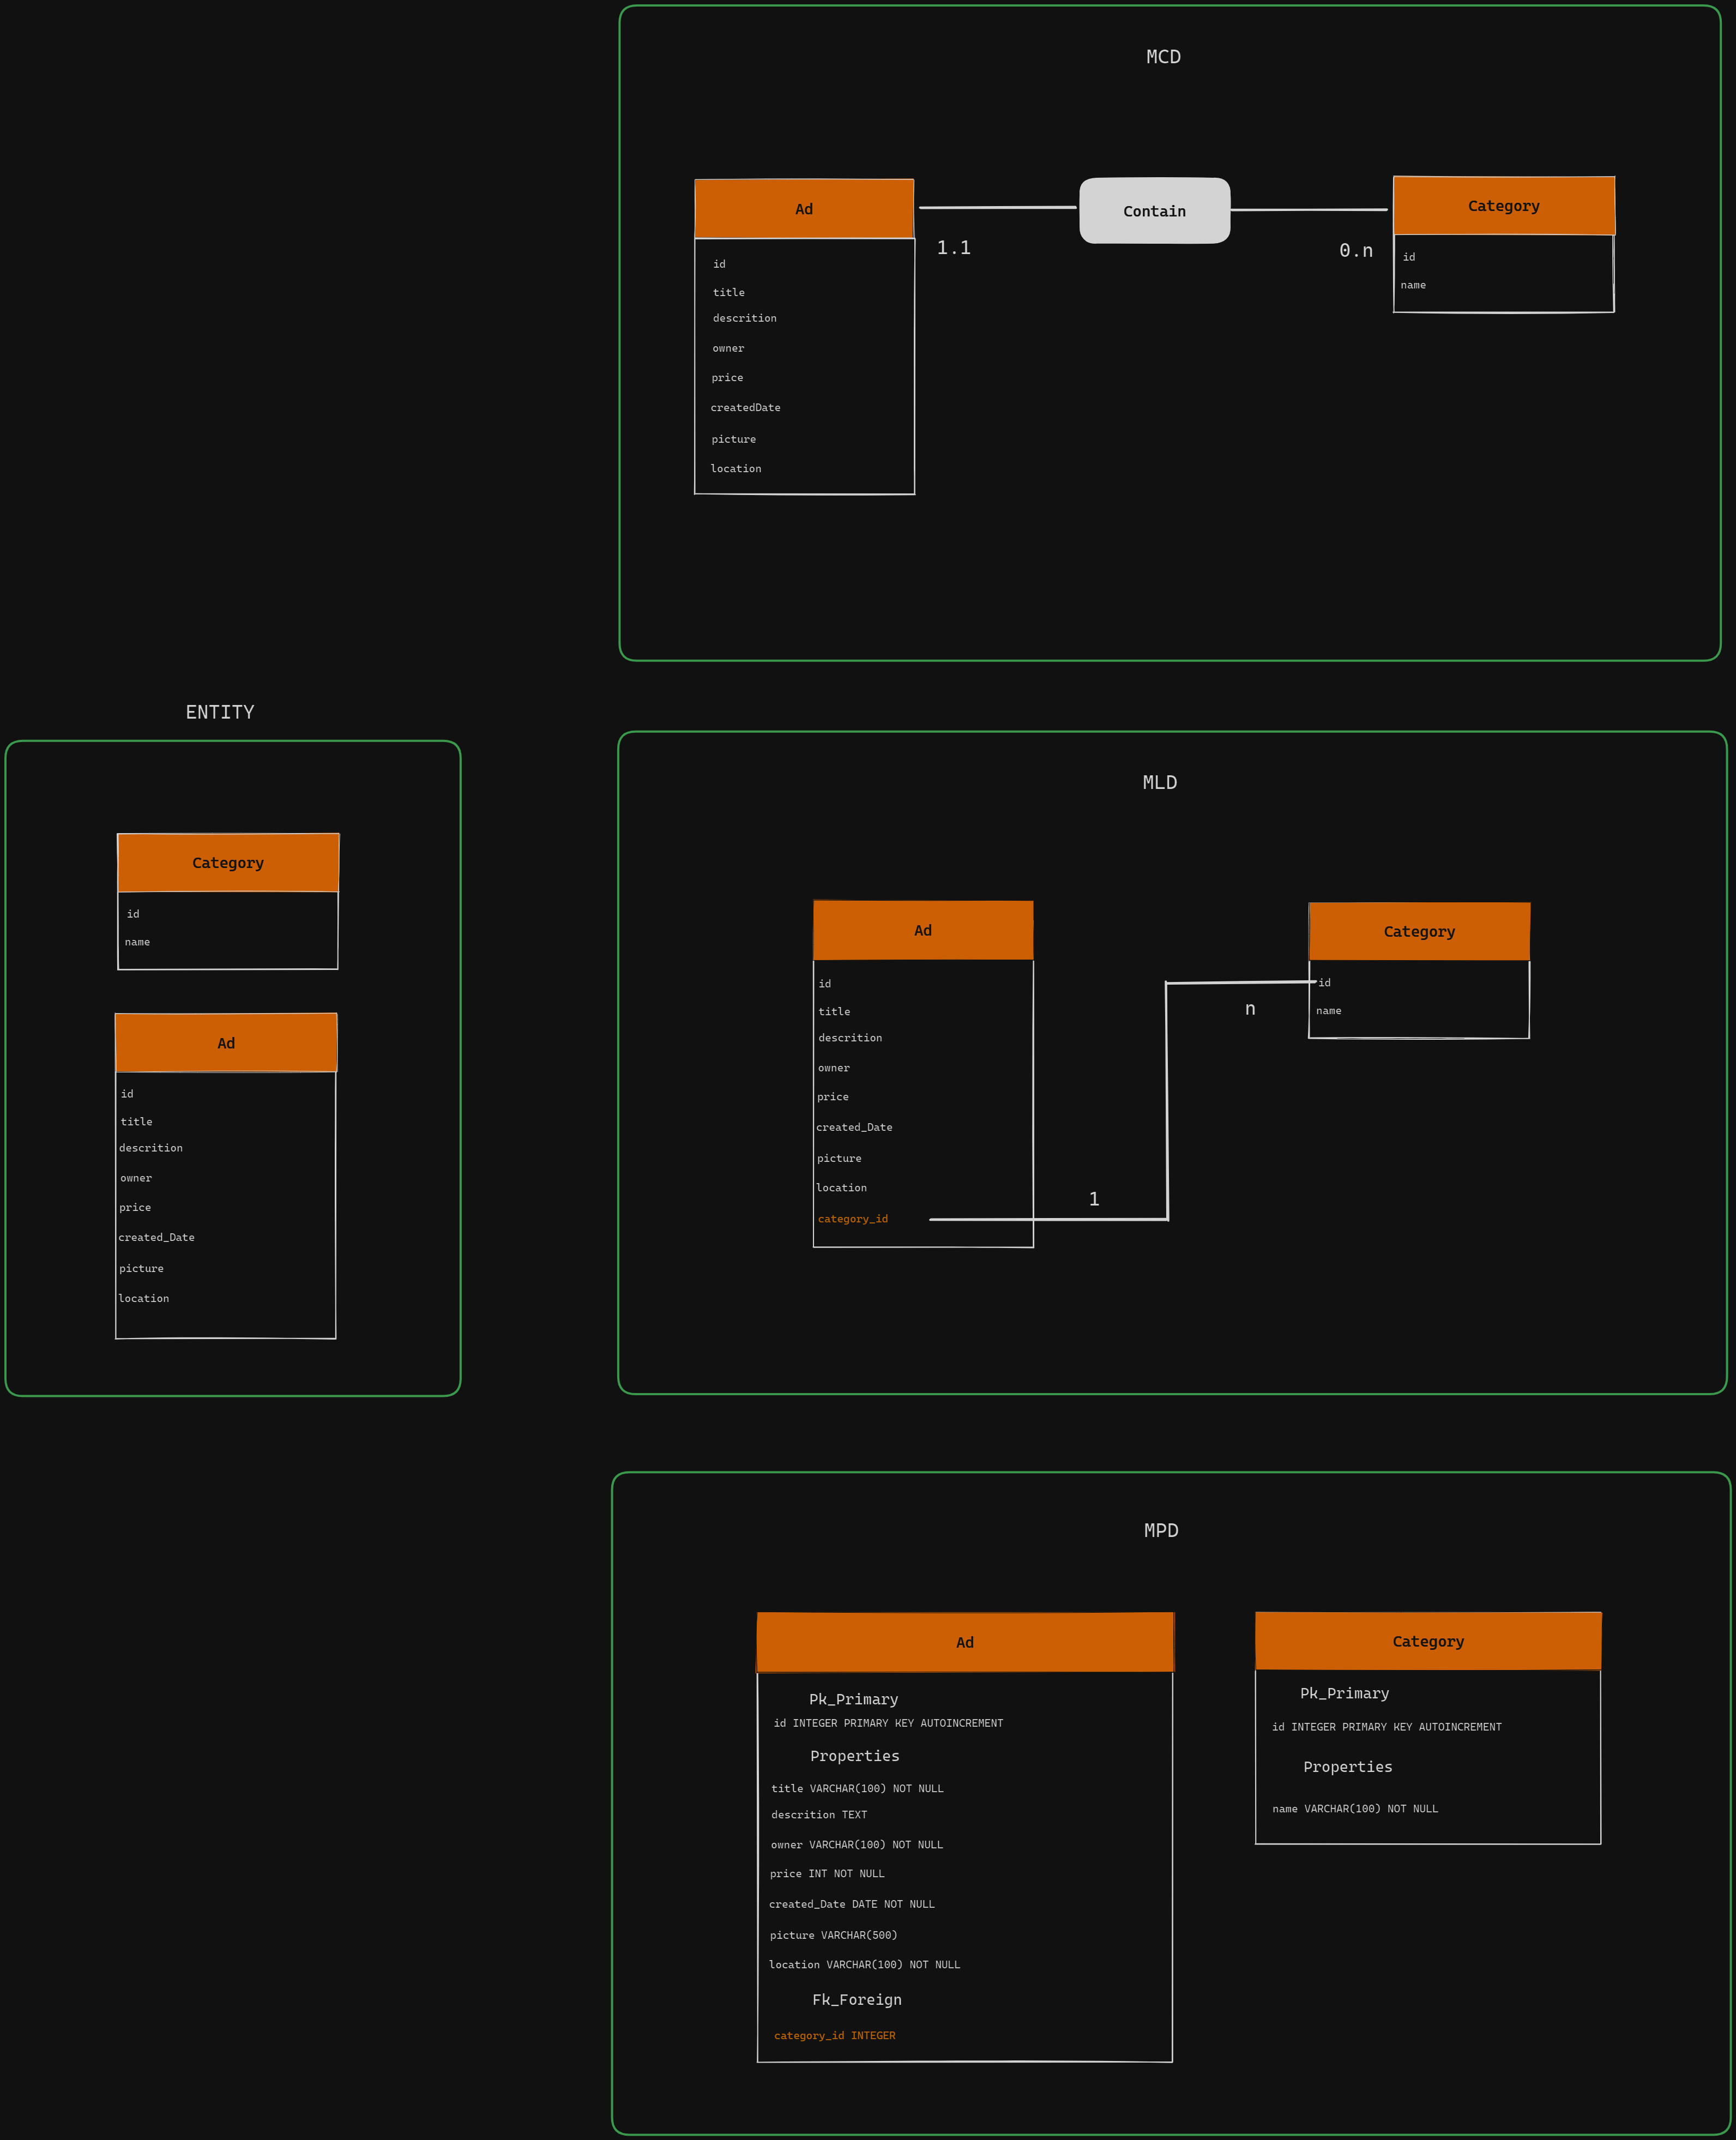 MCD
Ad
id
title
descrition
owner
price
createdDate
picture
location
1.1
Contain
0.n
Category
id
name
ENTITY
Category
id
name
Ad
id
title
descrition
owner
price
created_Date
picture
location
MLD
Ad
id
title
descrition
owner
price
created_Date
picture
location
category_id
1
n
Category
id
name
MPD
Ad
Pk_Primary
id INTEGER PRIMARY KEY AUTOINCREMENT
Properties
title VARCHAR(100) NOT NULL
descrition TEXT
owner VARCHAR(100) NOT NULL
price INT NOT NULL
created_Date DATE NOT NULL
picture VARCHAR(500)
location VARCHAR(100) NOT NULL
Fk_Foreign
category_id INTEGER
Category
Pk_Primary
id INTEGER PRIMARY KEY AUTOINCREMENT
Properties
name VARCHAR(100) NOT NULL